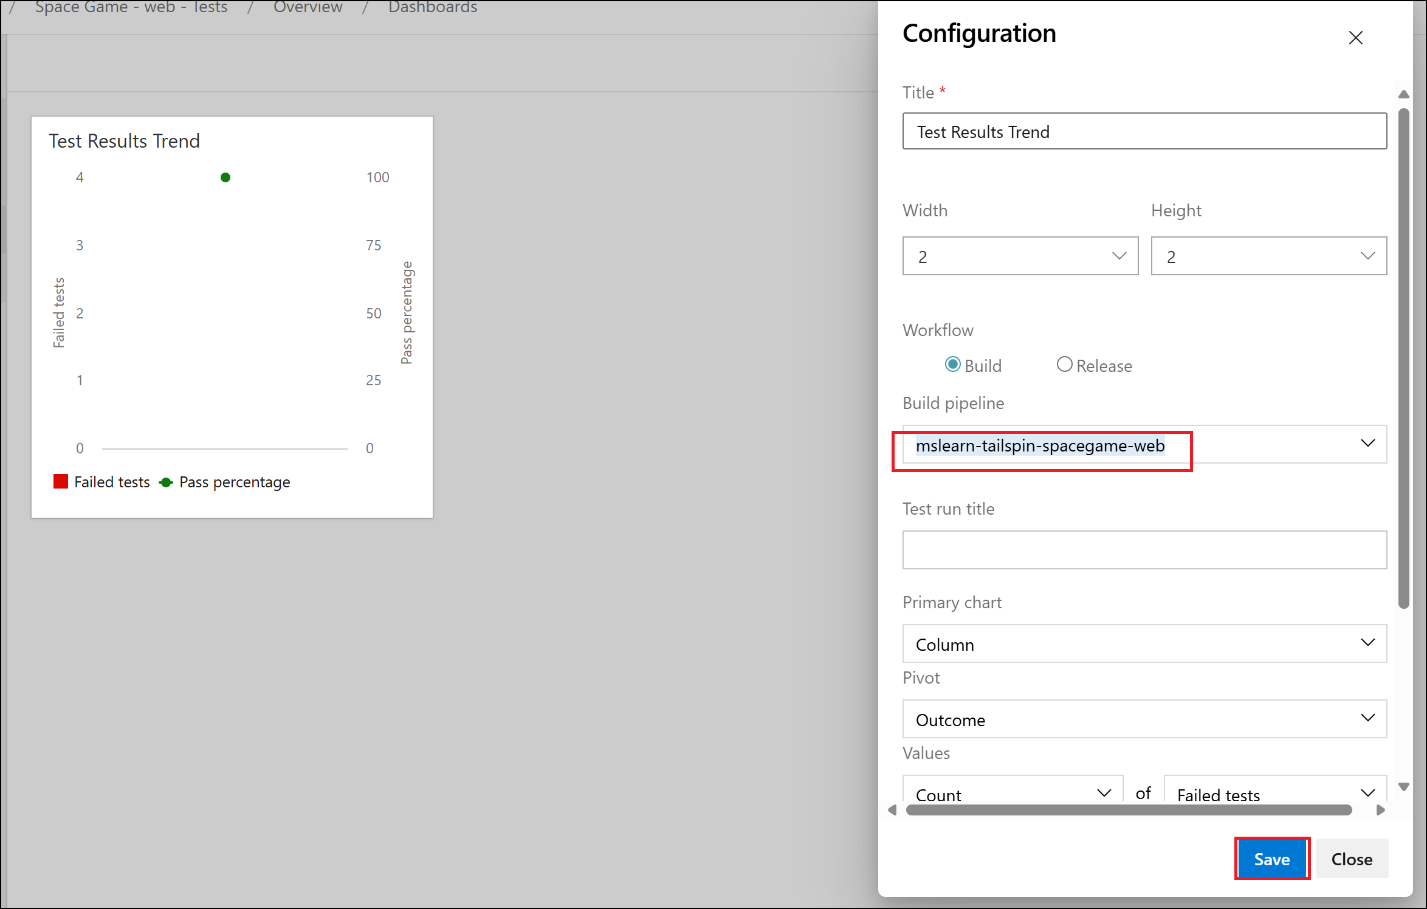 / Space Game - web - Tests / Overview / Dashboards
Test Results Trend
4
3
2
1
0
Failed tests
100
75
50
25
0
Pass percentage
Failed tests Pass percentage
Configuration
Title *
Test Results Trend
Width Height
2 2
Workflow
Build Release
Build pipeline
mslearn-tailspin-spacegame-web
Test run title
Primary chart
Column
Pivot
Outcome
Values
Count of Failed tests
Save Close